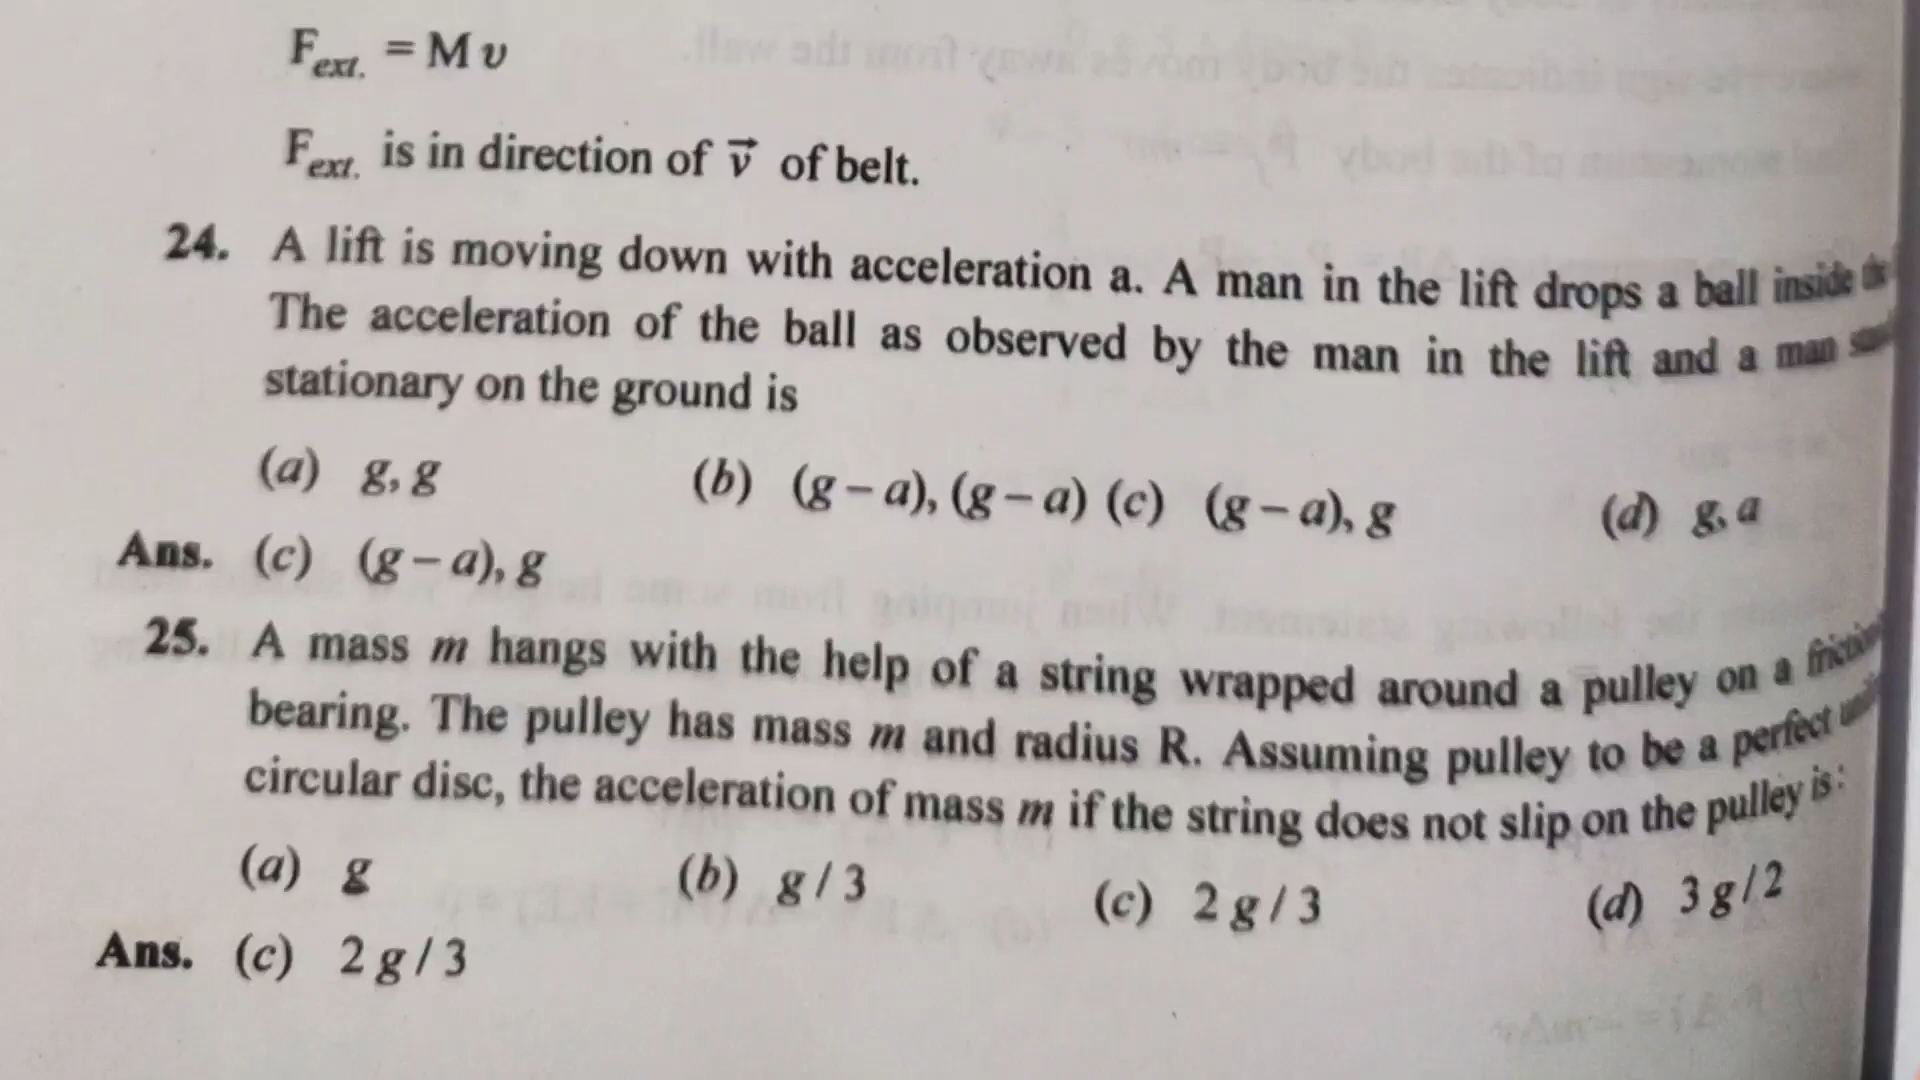 F_ext. = M υ
F_ext. is in direction of v⃗ of belt.
24. A lift is moving down with acceleration a. A man in the lift drops a ball inside
The acceleration of the ball as observed by the man in the lift and a man
stationary on the ground is
(a) g, g (b) (g – a), (g – a) (c) (g – a), g (d) g, a
Ans. (c) (g – a), g
25. A mass m hangs with the help of a string wrapped around a pulley on a
bearing. The pulley has mass m and radius R. Assuming pulley to be a perfect
circular disc, the acceleration of mass m if the string does not slip on the pulley is:
(a) g (b) g / 3 (c) 2 g / 3 (d) 3 g / 2
Ans. (c) 2 g / 3